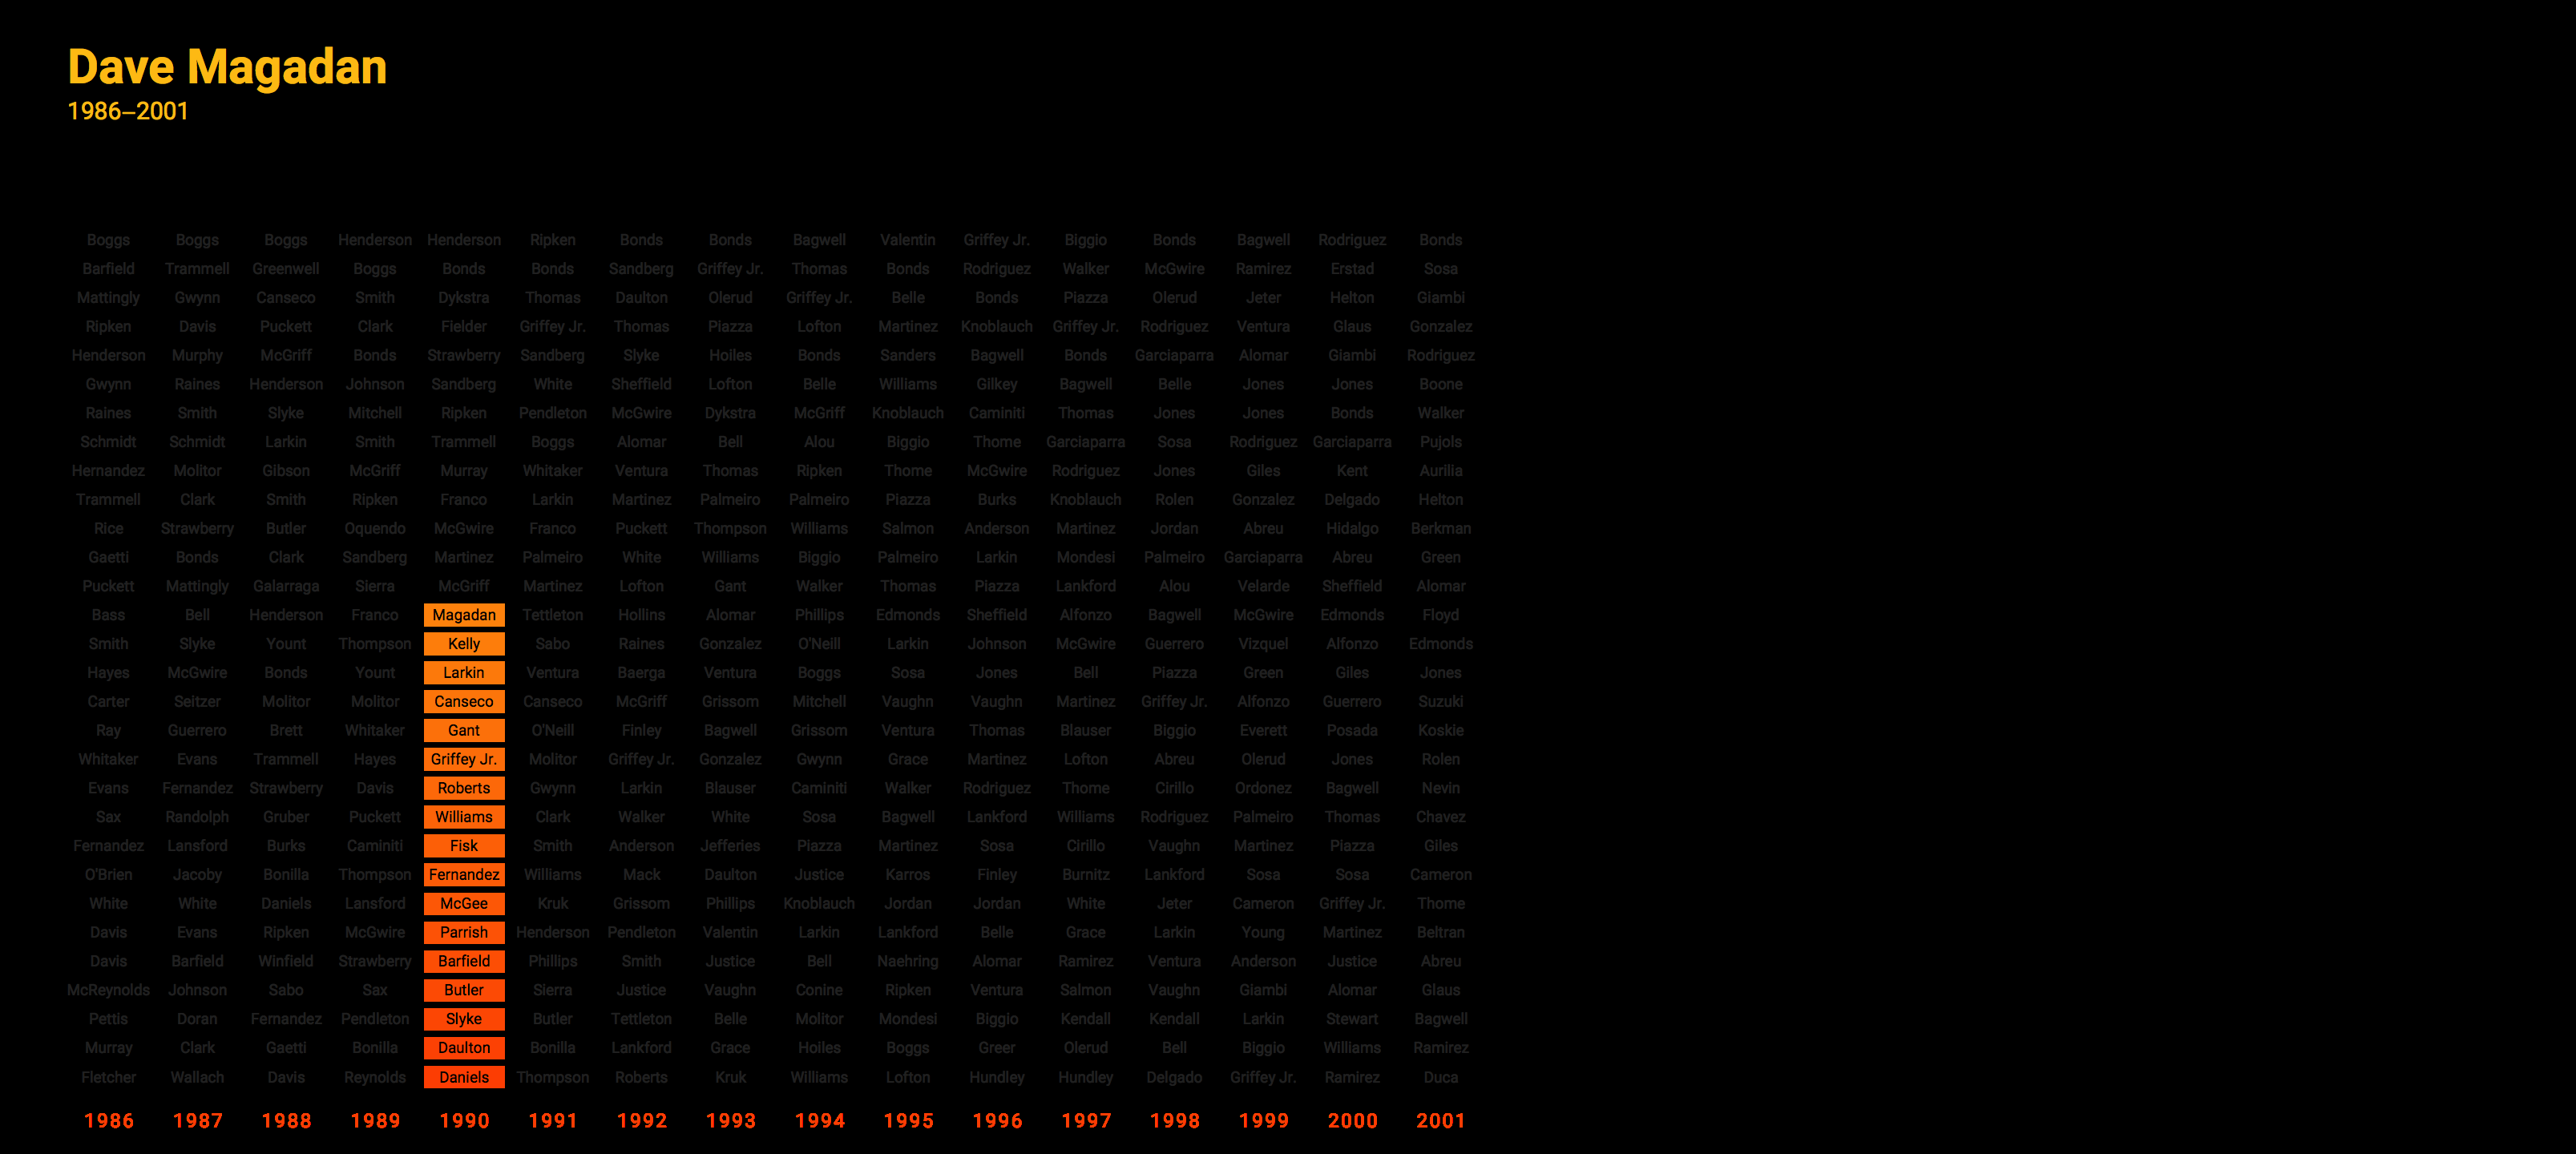 Dave Magadan
1986–2001
Boggs Boggs Boggs Henderson Henderson Ripken Bonds Bonds Bagwell Valentin Griffey Jr. Biggio Bonds Bagwell Rodriguez Bonds
Barfield Trammell Greenwell Boggs Bonds Bonds Sandberg Griffey Jr. Thomas Bonds Rodriguez Walker McGwire Ramirez Erstad Sosa
Mattingly Gwynn Canseco Smith Dykstra Thomas Daulton Olerud Griffey Jr. Belle Bonds Piazza Olerud Jeter Helton Giambi
Ripken Davis Puckett Clark Fielder Griffey Jr. Thomas Piazza Lofton Martinez Knoblauch Griffey Jr. Rodriguez Ventura Glaus Gonzalez
Henderson Murphy McGriff Bonds Strawberry Sandberg Slyke Hoiles Bonds Sanders Bagwell Bonds Garciaparra Alomar Giambi Rodriguez
Gwynn Raines Henderson Johnson Sandberg White Sheffield Lofton Belle Williams Gilkey Bagwell Belle Jones Jones Boone
Raines Smith Slyke Mitchell Ripken Pendleton McGwire Dykstra McGriff Knoblauch Caminiti Thomas Jones Jones Bonds Walker
Schmidt Schmidt Larkin Smith Trammell Boggs Alomar Bell Alou Biggio Thome Garciaparra Sosa Rodriguez Garciaparra Pujols
Hernandez Molitor Gibson McGriff Murray Whitaker Ventura Thomas Ripken Thome McGwire Rodriguez Jones Giles Kent Aurilia
Trammell Clark Smith Ripken Franco Larkin Martinez Palmeiro Palmeiro Piazza Burks Knoblauch Rolen Gonzalez Delgado Helton
Rice Strawberry Butler Oquendo McGwire Franco Puckett Thompson Williams Salmon Anderson Martinez Jordan Abreu Hidalgo Berkman
Gaetti Bonds Clark Sandberg Martinez Palmeiro White Williams Biggio Palmeiro Larkin Mondesi Palmeiro Garciaparra Abreu Green
Puckett Mattingly Galarraga Sierra McGriff Martinez Lofton Gant Walker Thomas Piazza Lankford Alou Velarde Sheffield Alomar
Bass Bell Henderson Franco Magadan Tettleton Hollins Alomar Phillips Edmonds Sheffield Alfonzo Bagwell McGwire Edmonds Floyd
Smith Slyke Yount Thompson Kelly Sabo Raines Gonzalez O'Neill Larkin Johnson McGwire Guerrero Vizquel Alfonzo Edmonds
Hayes McGwire Bonds Yount Larkin Ventura Baerga Ventura Boggs Sosa Jones Bell Piazza Green Giles Jones
Carter Seitzer Molitor Molitor Canseco Canseco McGriff Grissom Mitchell Vaughn Vaughn Martinez Griffey Jr. Alfonzo Guerrero Suzuki
Ray Guerrero Brett Whitaker Gant O'Neill Finley Bagwell Grissom Ventura Thomas Blauser Biggio Everett Posada Koskie
Whitaker Evans Trammell Hayes Griffey Jr. Molitor Griffey Jr. Gonzalez Gwynn Grace Martinez Lofton Abreu Olerud Jones Rolen
Evans Fernandez Strawberry Davis Roberts Gwynn Larkin Blauser Caminiti Walker Rodriguez Thome Cirillo Ordonez Bagwell Nevin
Sax Randolph Gruber Puckett Williams Clark Walker White Sosa Bagwell Lankford Williams Rodriguez Palmeiro Thomas Chavez
Fernandez Lansford Burks Caminiti Fisk Smith Anderson Jefferies Piazza Martinez Sosa Cirillo Vaughn Martinez Piazza Giles
O'Brien Jacoby Bonilla Thompson Fernandez Williams Mack Daulton Justice Karros Finley Burnitz Lankford Sosa Sosa Cameron
White White Daniels Lansford McGee Kruk Grissom Phillips Knoblauch Jordan Jordan White Jeter Cameron Griffey Jr. Thome
Davis Evans Ripken McGwire Parrish Henderson Pendleton Valentin Larkin Lankford Belle Grace Larkin Young Martinez Beltran
Davis Barfield Winfield Strawberry Barfield Phillips Smith Justice Bell Naehring Alomar Ramirez Ventura Anderson Justice Abreu
McReynolds Johnson Sabo Sax Butler Sierra Justice Vaughn Conine Ripken Ventura Salmon Vaughn Giambi Alomar Glaus
Pettis Doran Fernandez Pendleton Slyke Butler Tettleton Belle Molitor Mondesi Biggio Kendall Kendall Larkin Stewart Bagwell
Murray Clark Gaetti Bonilla Daulton Bonilla Lankford Grace Hoiles Boggs Greer Olerud Bell Biggio Williams Ramirez
Fletcher Wallach Davis Reynolds Daniels Thompson Roberts Kruk Williams Lofton Hundley Hundley Delgado Griffey Jr. Ramirez Duca
1986 1987 1988 1989 1990 1991 1992 1993 1994 1995 1996 1997 1998 1999 2000 2001